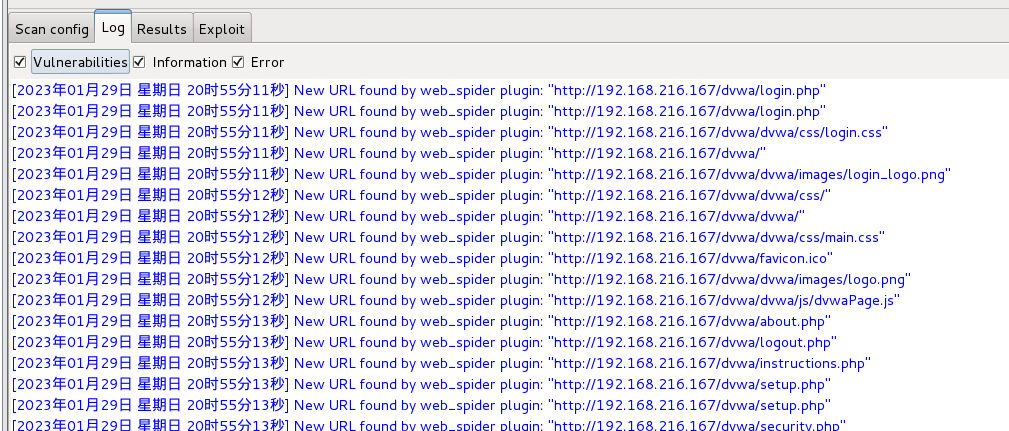 Scan config Log Results Exploit
Vulnerabilities Information Error
[2023年01月29日 星期日 20时55分11秒] New URL found by web_spider plugin: "http://192.168.216.167/dvwa/login.php"
[2023年01月29日 星期日 20时55分11秒] New URL found by web_spider plugin: "http://192.168.216.167/dvwa/login.php"
[2023年01月29日 星期日 20时55分11秒] New URL found by web_spider plugin: "http://192.168.216.167/dvwa/dvwa/css/login.css"
[2023年01月29日 星期日 20时55分11秒] New URL found by web_spider plugin: "http://192.168.216.167/dvwa/"
[2023年01月29日 星期日 20时55分11秒] New URL found by web_spider plugin: "http://192.168.216.167/dvwa/dvwa/images/login_logo.png"
[2023年01月29日 星期日 20时55分12秒] New URL found by web_spider plugin: "http://192.168.216.167/dvwa/dvwa/css/"
[2023年01月29日 星期日 20时55分12秒] New URL found by web_spider plugin: "http://192.168.216.167/dvwa/dvwa/"
[2023年01月29日 星期日 20时55分12秒] New URL found by web_spider plugin: "http://192.168.216.167/dvwa/dvwa/css/main.css"
[2023年01月29日 星期日 20时55分12秒] New URL found by web_spider plugin: "http://192.168.216.167/dvwa/favicon.ico"
[2023年01月29日 星期日 20时55分12秒] New URL found by web_spider plugin: "http://192.168.216.167/dvwa/dvwa/images/logo.png"
[2023年01月29日 星期日 20时55分12秒] New URL found by web_spider plugin: "http://192.168.216.167/dvwa/dvwa/js/dvwaPage.js"
[2023年01月29日 星期日 20时55分13秒] New URL found by web_spider plugin: "http://192.168.216.167/dvwa/about.php"
[2023年01月29日 星期日 20时55分13秒] New URL found by web_spider plugin: "http://192.168.216.167/dvwa/logout.php"
[2023年01月29日 星期日 20时55分13秒] New URL found by web_spider plugin: "http://192.168.216.167/dvwa/instructions.php"
[2023年01月29日 星期日 20时55分13秒] New URL found by web_spider plugin: "http://192.168.216.167/dvwa/setup.php"
[2023年01月29日 星期日 20时55分13秒] New URL found by web_spider plugin: "http://192.168.216.167/dvwa/setup.php"
[2023年01月29日 星期日 20时55分13秒] New URL found by web_spider plugin: "http://192.168.216.167/dvwa/security.php"